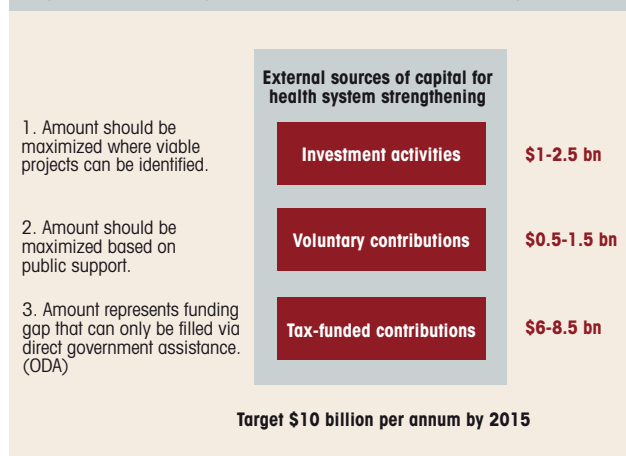 External sources of capital for
health system strengthening
1. Amount should be
maximized where viable
projects can be identified.
Investment activities
$1-2.5 bn
2. Amount should be
maximized based on
public support.
Voluntary contributions
$0.5-1.5 bn
3. Amount represents funding
gap that can only be filled via
direct government assistance.
(ODA)
Tax-funded contributions
$6-8.5 bn
Target $10 billion per annum by 2015